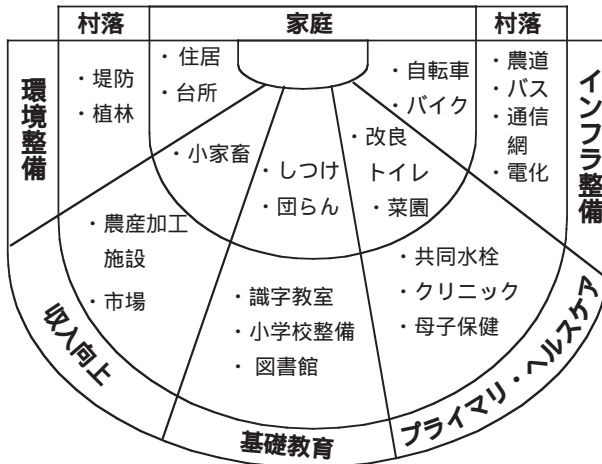 村落
家庭
村落
環境整備
・堤防
・植林
・住居
・台所
・自転車
・バイク
・農道
・バス
・通信
網
・電化
インフラ整備
・小家畜
・しつけ
・団らん
・改良
トイレ
・菜園
・農産加工
施設
・市場
・識字教室
・小学校整備
・図書館
・共同水栓
・クリニック
・母子保健
収入向上
基礎教育
プライマリ・ヘルスケア